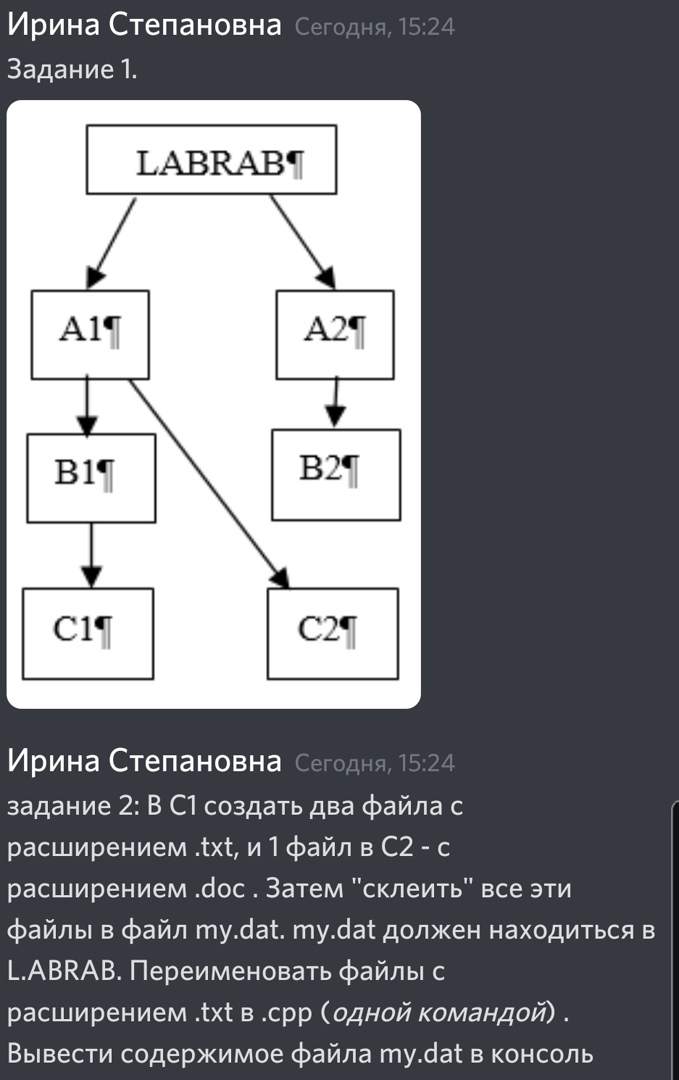 Ирина Степановна Сегодня, 15:24
Задание 1.
LABRAB¶
A1¶
A2¶
B1¶
B2¶
C1¶
C2¶
Ирина Степановна Сегодня, 15:24
задание 2: В С1 создать два файла с
расширением .txt, и 1 файл в С2 - с
расширением .doc . Затем "склеить" все эти
файлы в файл my.dat. my.dat должен находиться в
L.ABRAB. Переименовать файлы с
расширением .txt в .cpp (одной командой) .
Вывести содержимое файла my.dat в консоль